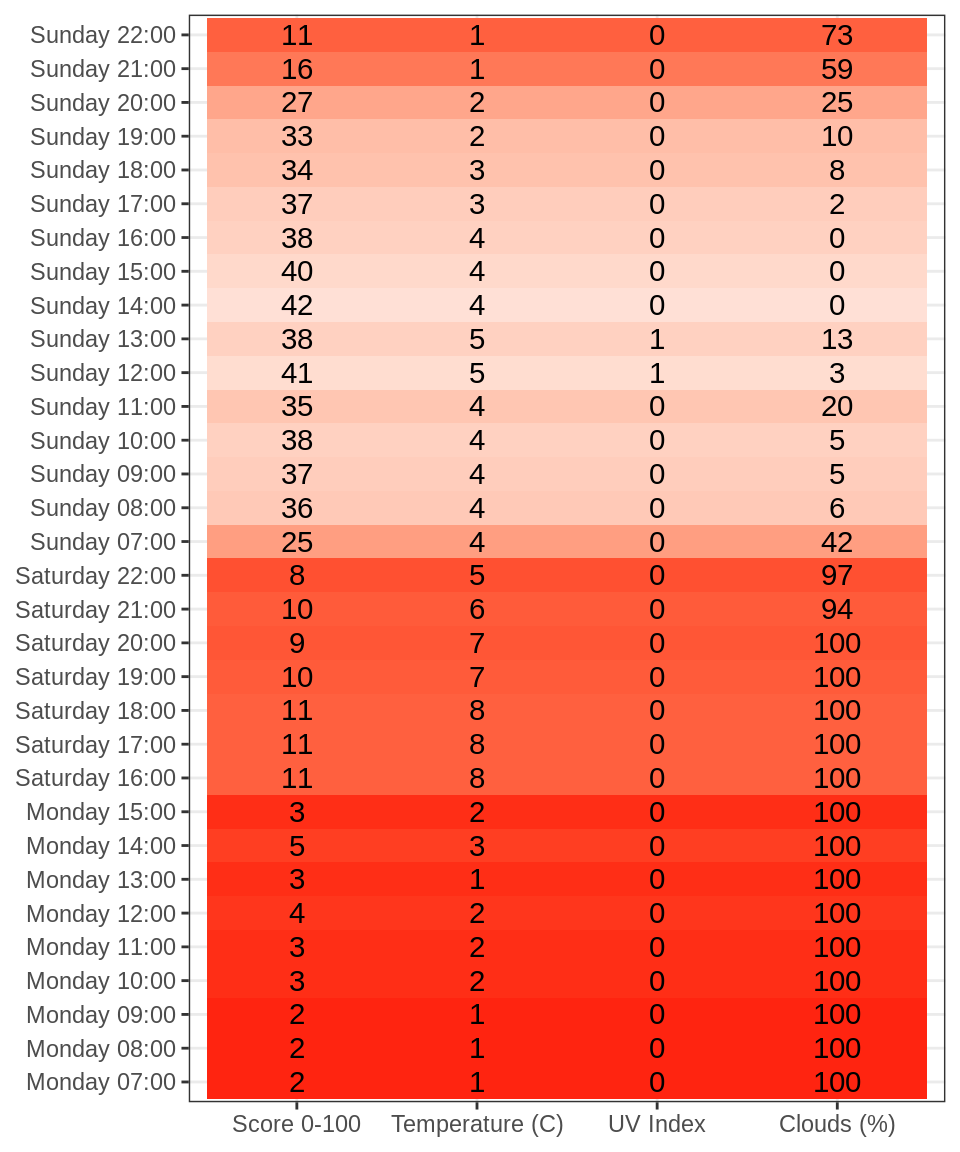 Sunday 22:00 11 1 0 73
Sunday 21:00 16 1 0 59
Sunday 20:00 27 2 0 25
Sunday 19:00 33 2 0 10
Sunday 18:00 34 3 0 8
Sunday 17:00 37 3 0 2
Sunday 16:00 38 4 0 0
Sunday 15:00 40 4 0 0
Sunday 14:00 42 4 0 0
Sunday 13:00 38 5 1 13
Sunday 12:00 41 5 1 3
Sunday 11:00 35 4 0 20
Sunday 10:00 38 4 0 5
Sunday 09:00 37 4 0 5
Sunday 08:00 36 4 0 6
Sunday 07:00 25 4 0 42
Saturday 22:00 8 5 0 97
Saturday 21:00 10 6 0 94
Saturday 20:00 9 7 0 100
Saturday 19:00 10 7 0 100
Saturday 18:00 11 8 0 100
Saturday 17:00 11 8 0 100
Saturday 16:00 11 8 0 100
Monday 15:00 3 2 0 100
Monday 14:00 5 3 0 100
Monday 13:00 3 1 0 100
Monday 12:00 4 2 0 100
Monday 11:00 3 2 0 100
Monday 10:00 3 2 0 100
Monday 09:00 2 1 0 100
Monday 08:00 2 1 0 100
Monday 07:00 2 1 0 100
Score 0-100 Temperature (C) UV Index Clouds (%)